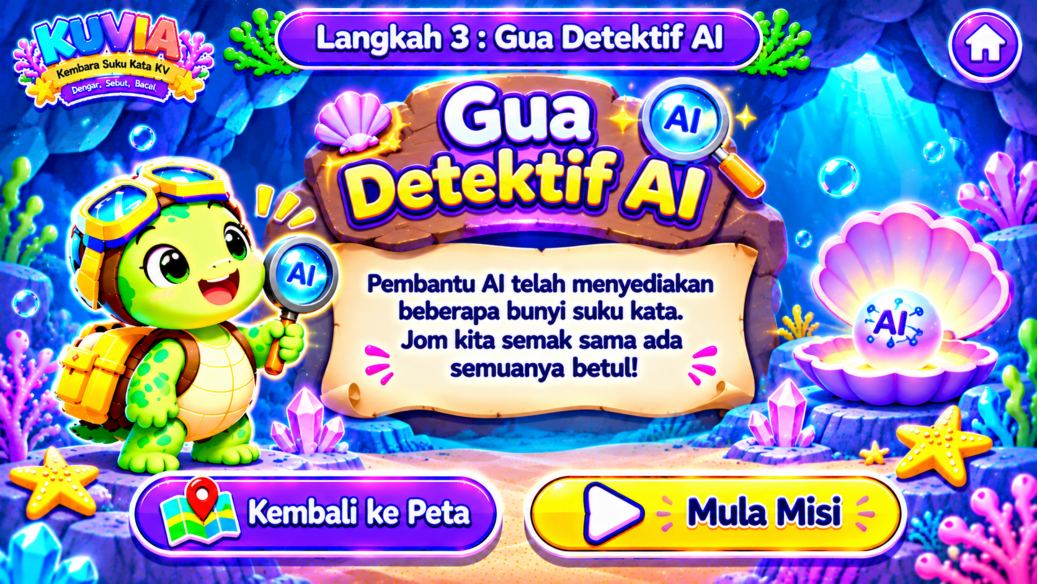 KUVIA
Kembara Suku Kata KV
Dengar, Sebut, Baca!
Langkah 3 : Gua Detektif AI
Gua
Detektif AI
AI
AI
Pembantu AI telah menyediakan
beberapa bunyi suku kata.
Jom kita semak sama ada
semuanya betul!
AI
Kembali ke Peta
Mula Misi